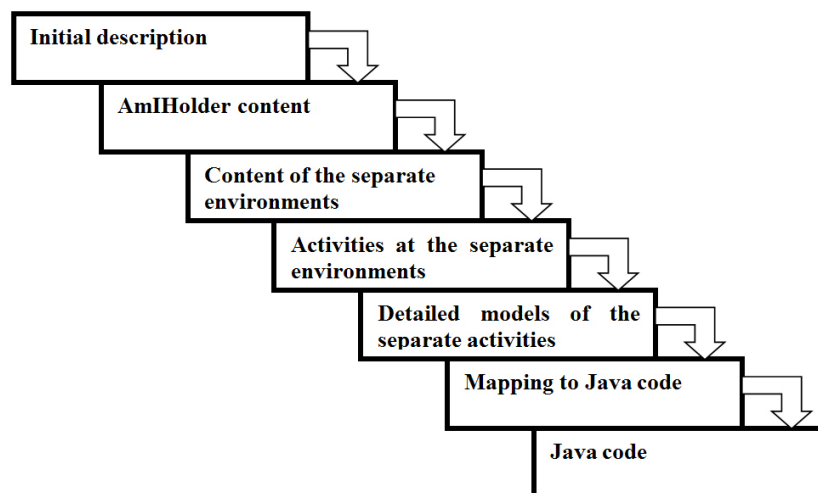 Initial description
AmIHolder content
Content of the separate
environments
Activities at the separate
environments
Detailed models of the
separate activities
Mapping to Java code
Java code